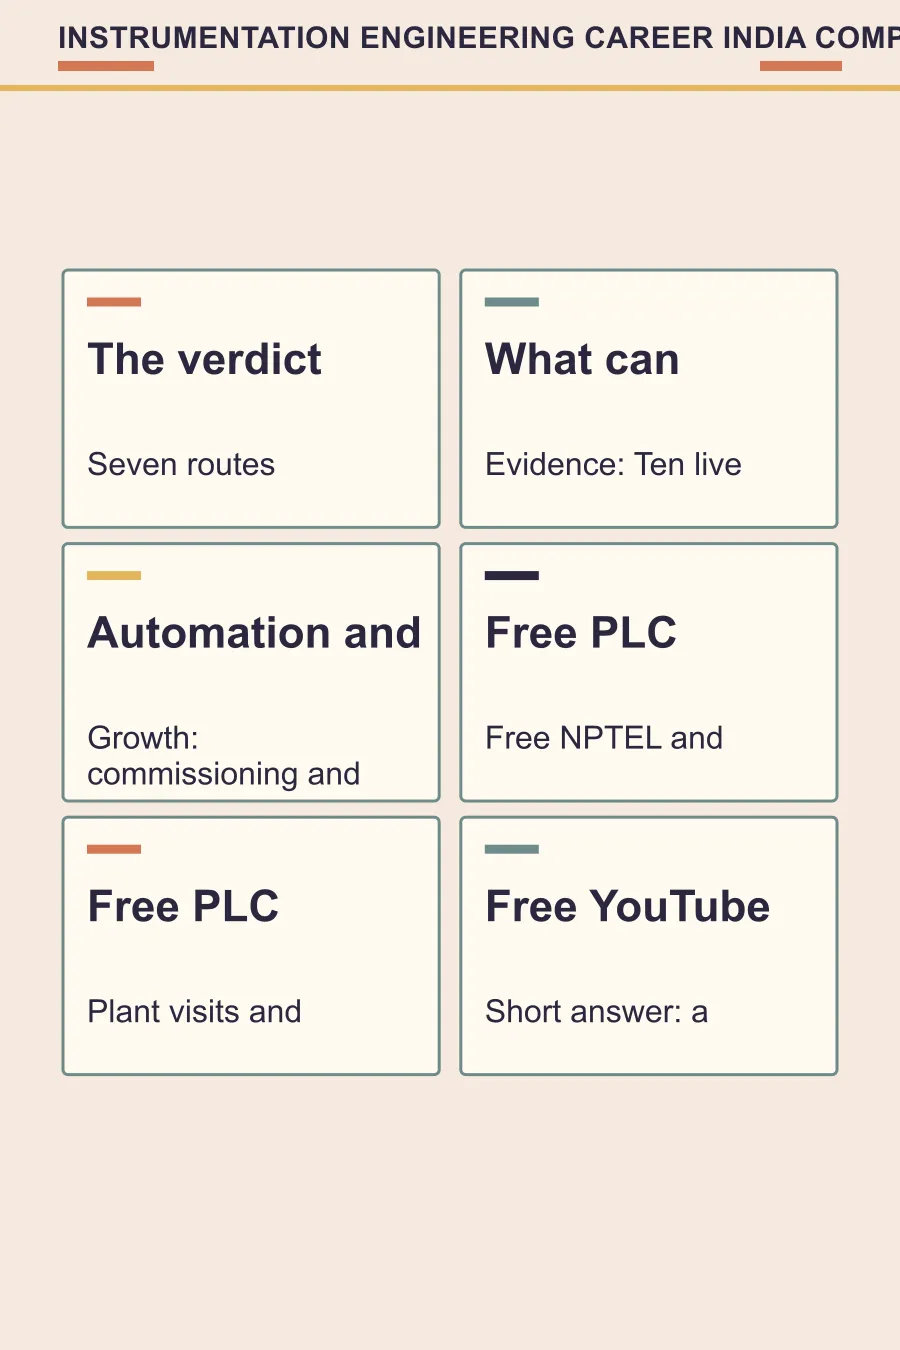 INSTRUMENTATION ENGINEERING CAREER INDIA COMP
The verdict
Seven routes
What can
Evidence: Ten live
Automation and
Growth:
commissioning and
Free PLC
Free NPTEL and
Free PLC
Plant visits and
Free YouTube
Short answer: a